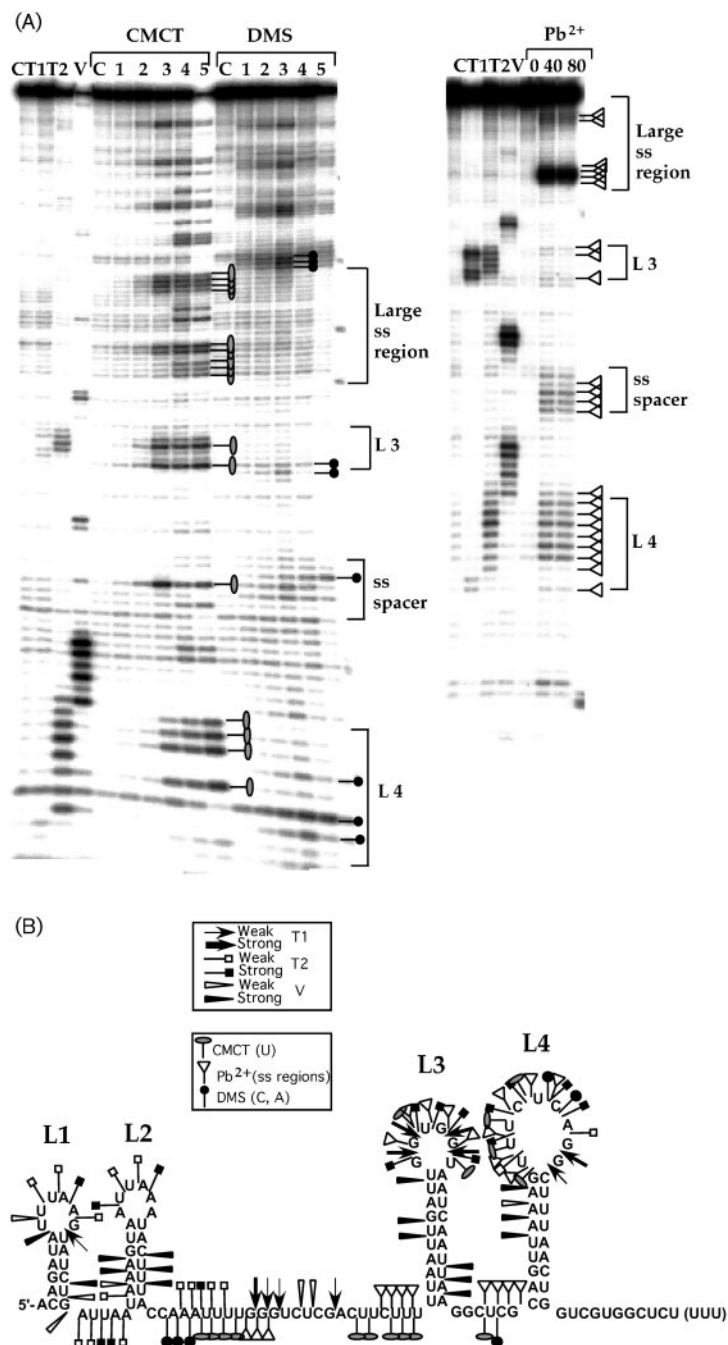 (A)
CMCT DMS
CT1T2 V C 1 2 3 4 5 C 1 2 3 4 5
Large
ss
region
L 3
ss
spacer
L 4
Pb2+
CT1T2V 0 40 80
Large
ss
region
L 3
ss
spacer
L 4
(B)
Weak
Strong
T1
Weak
Strong
T2
Weak
Strong
V
CMCT (U)
Pb2+(ss regions)
DMS (C, A)
L1
L2
L3
L4
5'-ACG
AUUAA
CCAAAUUUUGGGUCUCGACUUCUUU
GGCUCG
GUCGUGGCUCU (UUU)